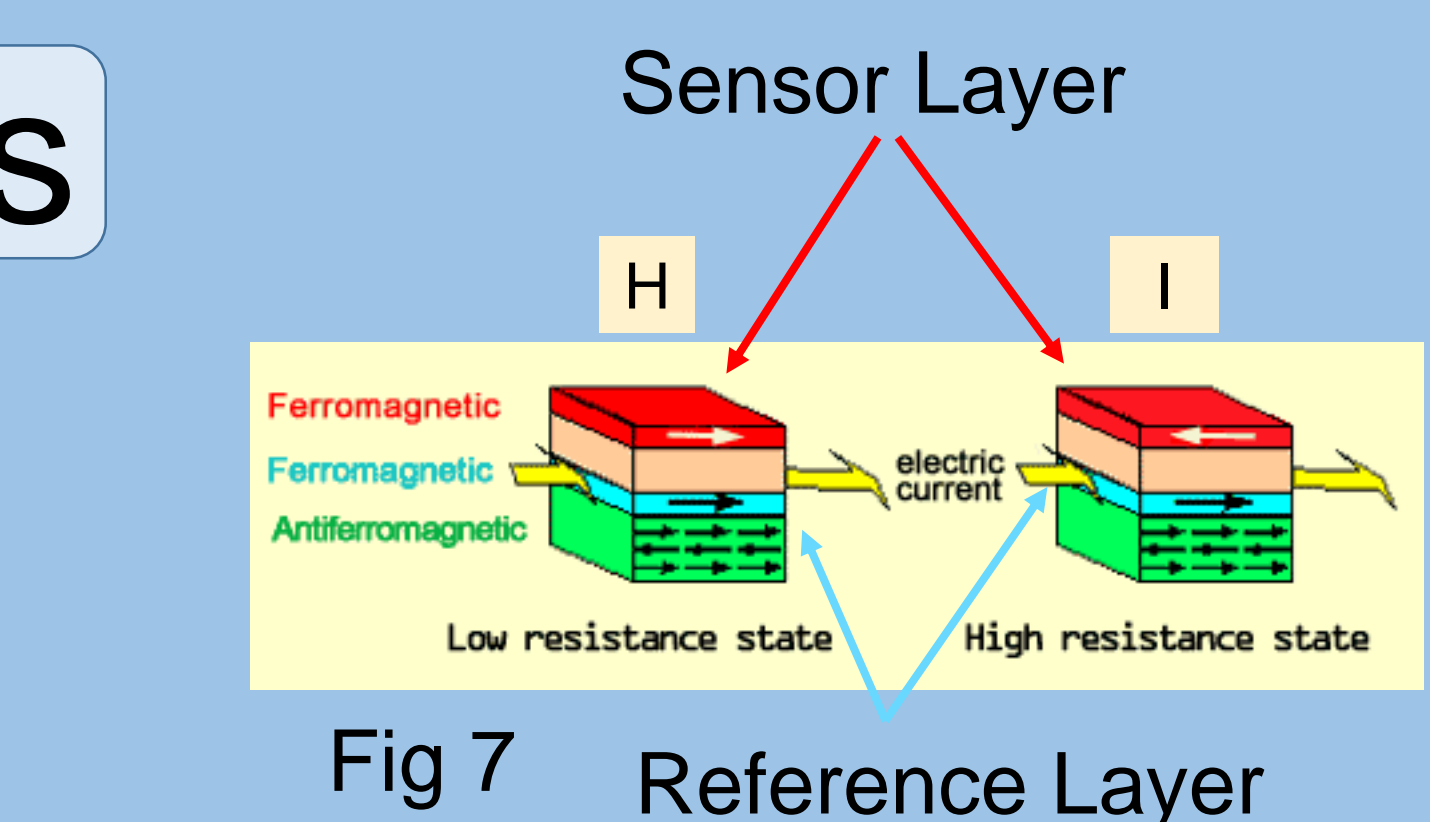 s
Sensor Layer
H
I
Ferromagnetic
Ferromagnetic
Antiferromagnetic
electric
current
Low resistance state
High resistance state
Fig 7
Reference Layer